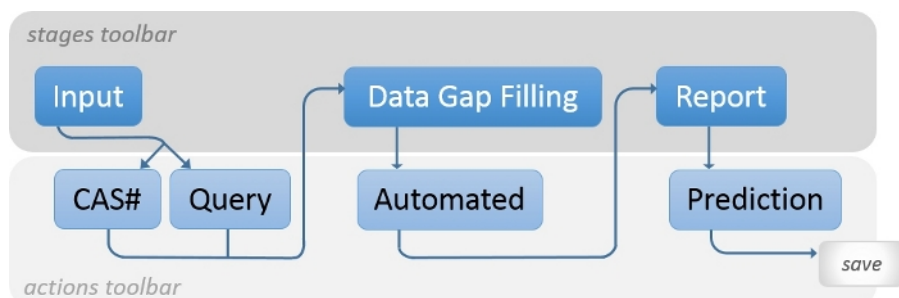 stages toolbar
Input
Data Gap Filling
Report
CAS#
Query
Automated
Prediction
save
actions toolbar